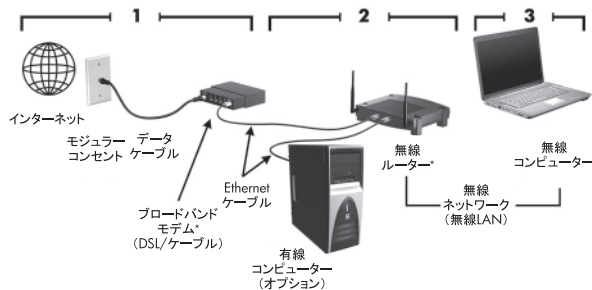 1
2
3
インターネット
モジュラー
コンセント
データ
ケーブル
ブロードバンド
モデム*
(DSL/ケーブル)
Ethernet
ケーブル
有線
コンピューター
(オプション)
無線
ルーター*
無線
ネットワーク
(無線LAN)
無線
コンピューター